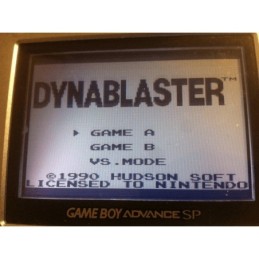 DYNABLASTER™
GAME A
GAME B
VS.MODE
©1990 HUDSON SOFT
LICENSED TO NINTENDO
GAME BOY ADVANCE SP